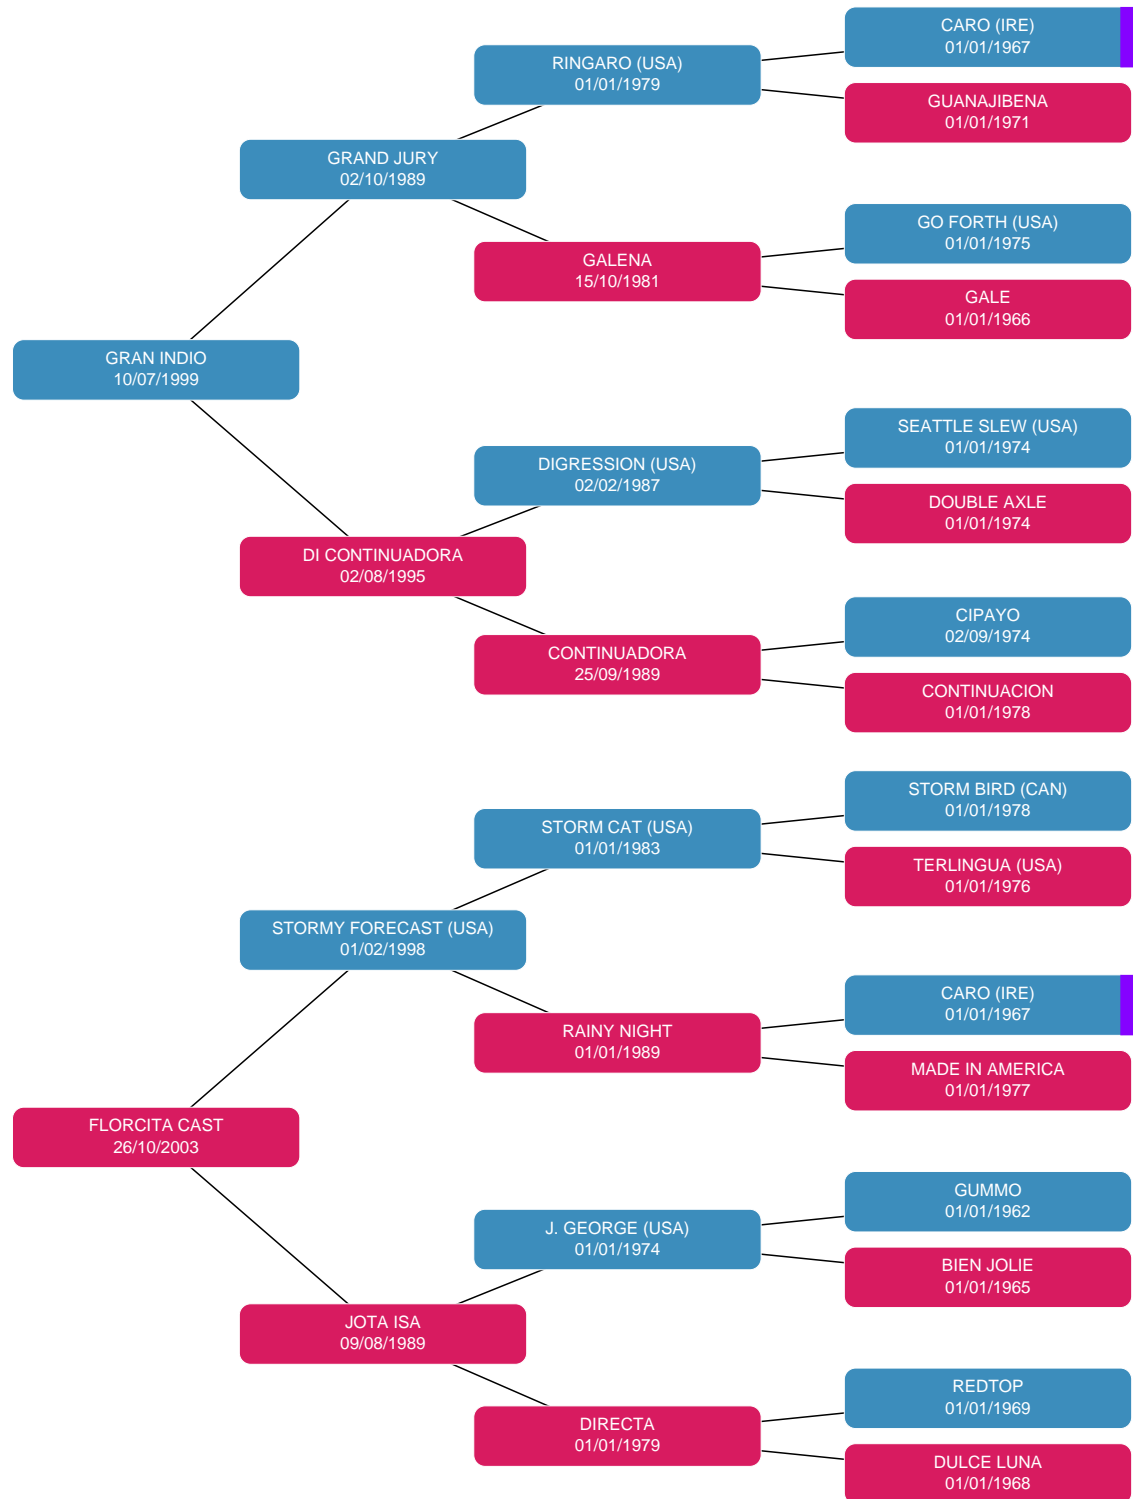 CARO (IRE)
01/01/1967
RINGARO (USA)
01/01/1979
GUANAJIBENA
01/01/1971
GRAND JURY
02/10/1989
GO FORTH (USA)
01/01/1975
GALENA
15/10/1981
GALE
01/01/1966
GRAN INDIO
10/07/1999
SEATTLE SLEW (USA)
01/01/1974
DIGRESSION (USA)
02/02/1987
DOUBLE AXLE
01/01/1974
DI CONTINUADORA
02/08/1995
CIPAYO
02/09/1974
CONTINUADORA
25/09/1989
CONTINUACION
01/01/1978
STORM BIRD (CAN)
01/01/1978
STORM CAT (USA)
01/01/1983
TERLINGUA (USA)
01/01/1976
STORMY FORECAST (USA)
01/02/1998
CARO (IRE)
01/01/1967
RAINY NIGHT
01/01/1989
MADE IN AMERICA
01/01/1977
FLORCITA CAST
26/10/2003
GUMMO
01/01/1962
J. GEORGE (USA)
01/01/1974
BIEN JOLIE
01/01/1965
JOTA ISA
09/08/1989
REDTOP
01/01/1969
DIRECTA
01/01/1979
DULCE LUNA
01/01/1968